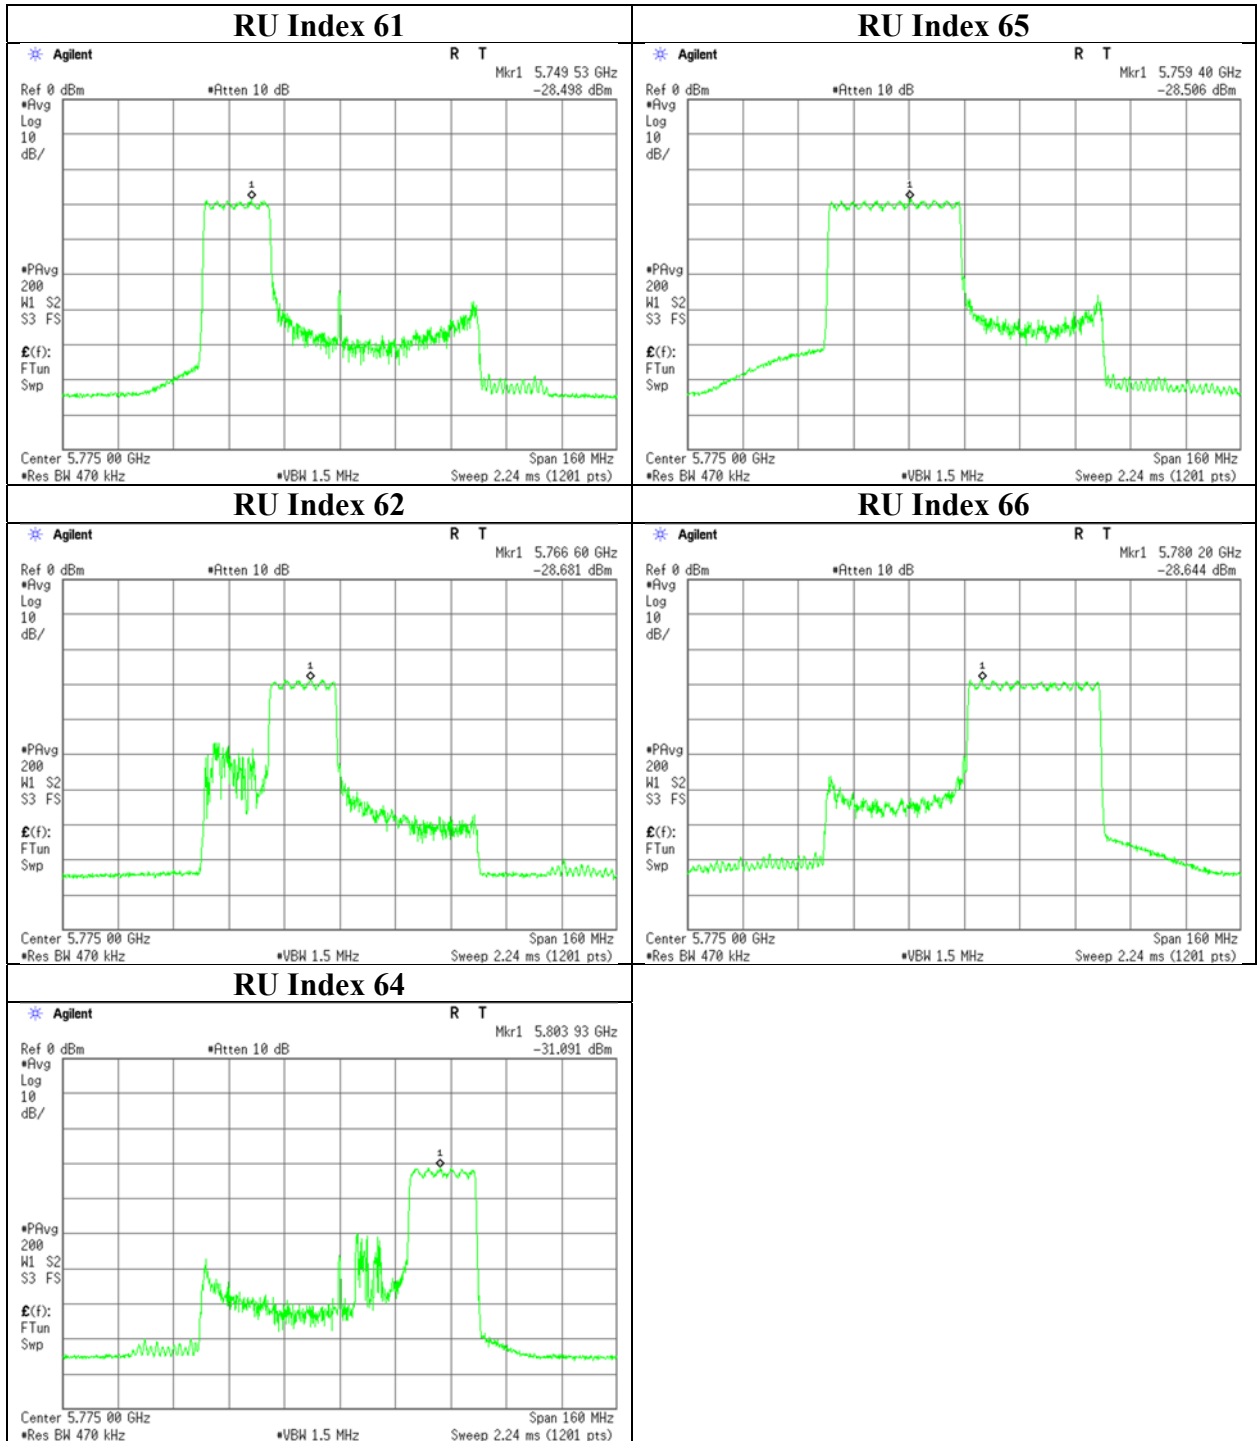 RU Index 61
Agilent
R T
Mkr1 5.749 53 GHz
Ref 0 dBm
*Atten 10 dB
-28.498 dBm
*Avg
Log
10
dB/
1
*PAvg
200
W1 S2
S3 FS
£(f):
FTun
Swp
Center 5.775 00 GHz
Span 160 MHz
*Res BW 470 kHz
*VBW 1.5 MHz
Sweep 2.24 ms (1201 pts)
RU Index 65
Agilent
R T
Mkr1 5.759 40 GHz
Ref 0 dBm
*Atten 10 dB
-28.506 dBm
*Avg
Log
10
dB/
1
*PAvg
200
W1 S2
S3 FS
£(f):
FTun
Swp
Center 5.775 00 GHz
Span 160 MHz
*Res BW 470 kHz
*VBW 1.5 MHz
Sweep 2.24 ms (1201 pts)
RU Index 62
Agilent
R T
Mkr1 5.766 60 GHz
Ref 0 dBm
*Atten 10 dB
-28.681 dBm
*Avg
Log
10
dB/
1
*PAvg
200
W1 S2
S3 FS
£(f):
FTun
Swp
Center 5.775 00 GHz
Span 160 MHz
*Res BW 470 kHz
*VBW 1.5 MHz
Sweep 2.24 ms (1201 pts)
RU Index 66
Agilent
R T
Mkr1 5.780 20 GHz
Ref 0 dBm
*Atten 10 dB
-28.644 dBm
*Avg
Log
10
dB/
1
*PAvg
200
W1 S2
S3 FS
£(f):
FTun
Swp
Center 5.775 00 GHz
Span 160 MHz
*Res BW 470 kHz
*VBW 1.5 MHz
Sweep 2.24 ms (1201 pts)
RU Index 64
Agilent
R T
Mkr1 5.803 93 GHz
Ref 0 dBm
*Atten 10 dB
-31.091 dBm
*Avg
Log
10
dB/
1
*PAvg
200
W1 S2
S3 FS
£(f):
FTun
Swp
Center 5.775 00 GHz
Span 160 MHz
*Res BW 470 kHz
*VBW 1.5 MHz
Sweep 2.24 ms (1201 pts)